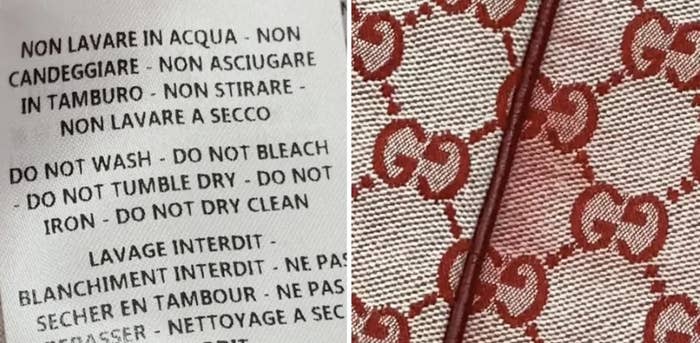 NON LAVARE IN ACQUA - NON
CANDEGGIARE - NON ASCIUGARE
IN TAMBURO - NON STIRARE -
NON LAVARE A SECCO
DO NOT WASH - DO NOT BLEACH
- DO NOT TUMBLE DRY - DO NOT
IRON - DO NOT DRY CLEAN
LAVAGE INTERDIT -
BLANCHIMENT INTERDIT - NE PAS
SECHER EN TAMBOUR - NE PAS
- NETTOYAGE A SEC